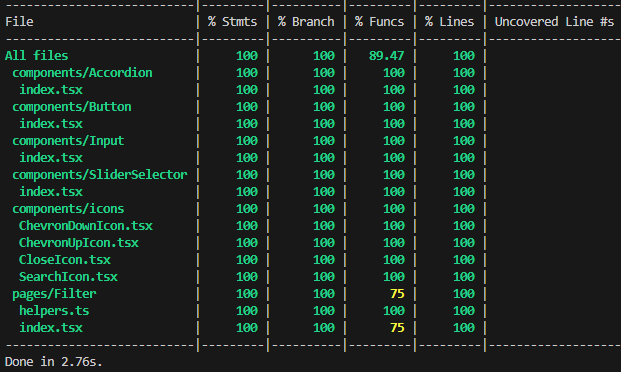 --------------------------|---------|----------|---------|---------|-------------------
File                      | % Stmts | % Branch | % Funcs | % Lines | Uncovered Line #s
--------------------------|---------|----------|---------|---------|-------------------
All files                 |     100 |      100 |   89.47 |     100 |
 components/Accordion     |     100 |      100 |     100 |     100 |
  index.tsx               |     100 |      100 |     100 |     100 |
 components/Button        |     100 |      100 |     100 |     100 |
  index.tsx               |     100 |      100 |     100 |     100 |
 components/Input         |     100 |      100 |     100 |     100 |
  index.tsx               |     100 |      100 |     100 |     100 |
 components/SliderSelector |     100 |      100 |     100 |     100 |
  index.tsx               |     100 |      100 |     100 |     100 |
 components/icons         |     100 |      100 |     100 |     100 |
  ChevronDownIcon.tsx     |     100 |      100 |     100 |     100 |
  ChevronUpIcon.tsx       |     100 |      100 |     100 |     100 |
  CloseIcon.tsx           |     100 |      100 |     100 |     100 |
  SearchIcon.tsx          |     100 |      100 |     100 |     100 |
 pages/Filter             |     100 |      100 |      75 |     100 |
  helpers.ts              |     100 |      100 |     100 |     100 |
  index.tsx               |     100 |      100 |      75 |     100 |
--------------------------|---------|----------|---------|---------|-------------------
Done in 2.76s.